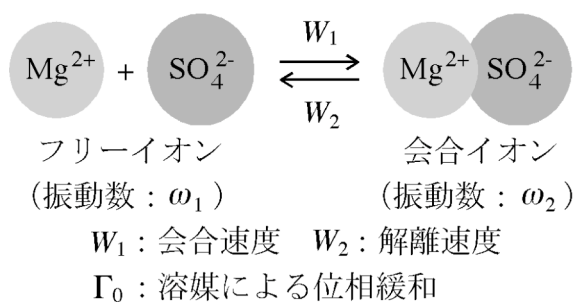 Mg2+ + SO42- W1 Mg2+ SO42-
W2
フリーイオン 会合イオン
(振動数：ω1) (振動数：ω2)
W1：会合速度 W2：解離速度
Γ0：溶媒による位相緩和